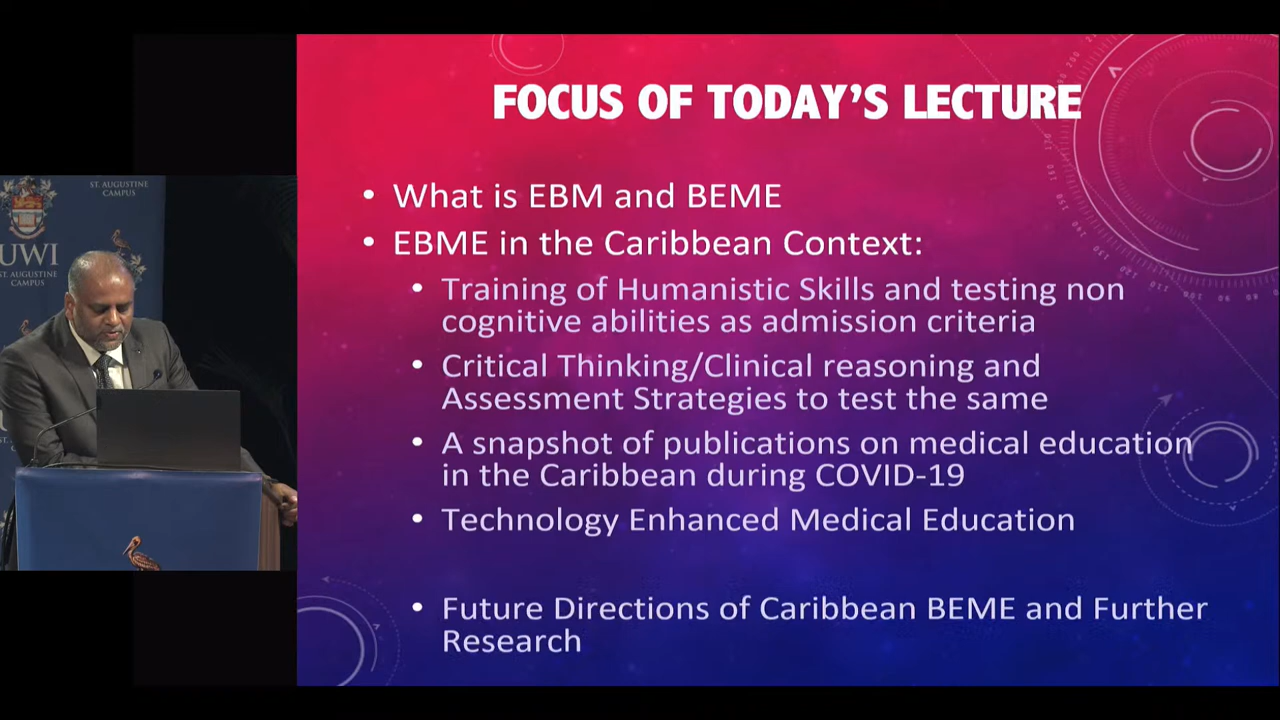 FOCUS OF TODAY'S LECTURE
• What is EBM and BEME
• EBME in the Caribbean Context:
• Training of Humanistic Skills and testing non
cognitive abilities as admission criteria
• Critical Thinking/Clinical reasoning and
Assessment Strategies to test the same
• A snapshot of publications on medical education
in the Caribbean during COVID-19
• Technology Enhanced Medical Education
• Future Directions of Caribbean BEME and Further
Research
ST. AUGUSTINE
CAMPUS
UWI
ST. AUGUSTINE
CAMPUS